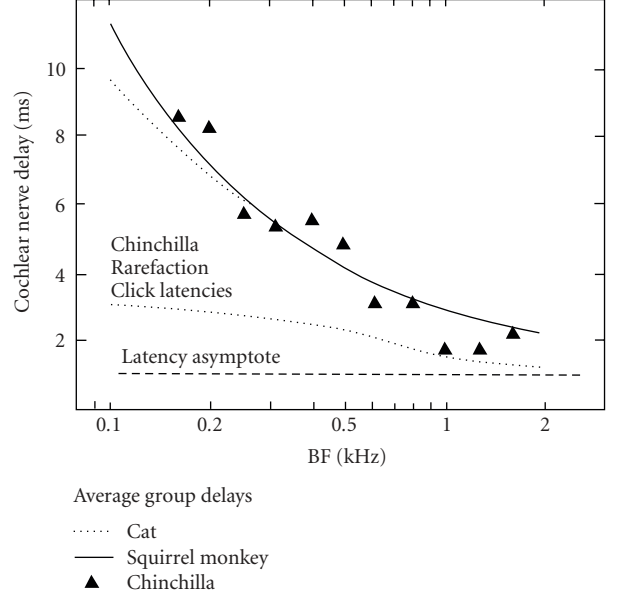 10
8
6
4
2
Cochlear nerve delay (ms)
Chinchilla
Rarefaction
Click latencies
Latency asymptote
0.1 0.2 0.5 1 2
BF (kHz)
Average group delays
Cat
Squirrel monkey
Chinchilla